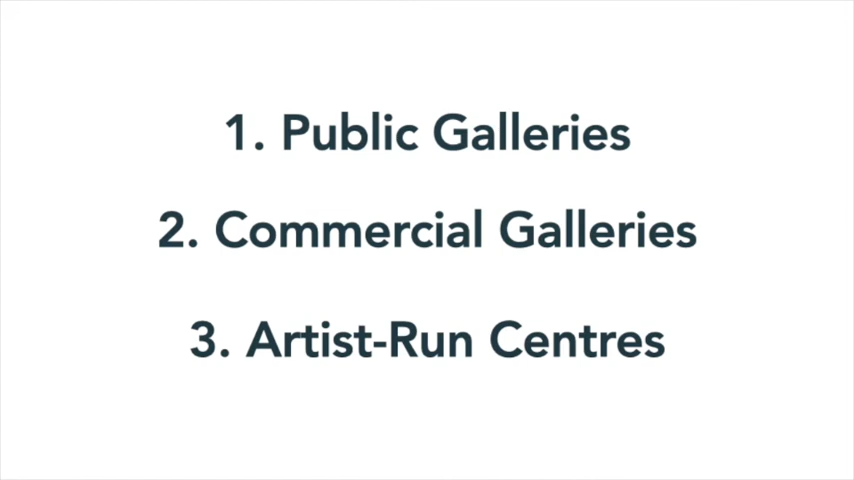 1. Public Galleries
2. Commercial Galleries
3. Artist-Run Centres